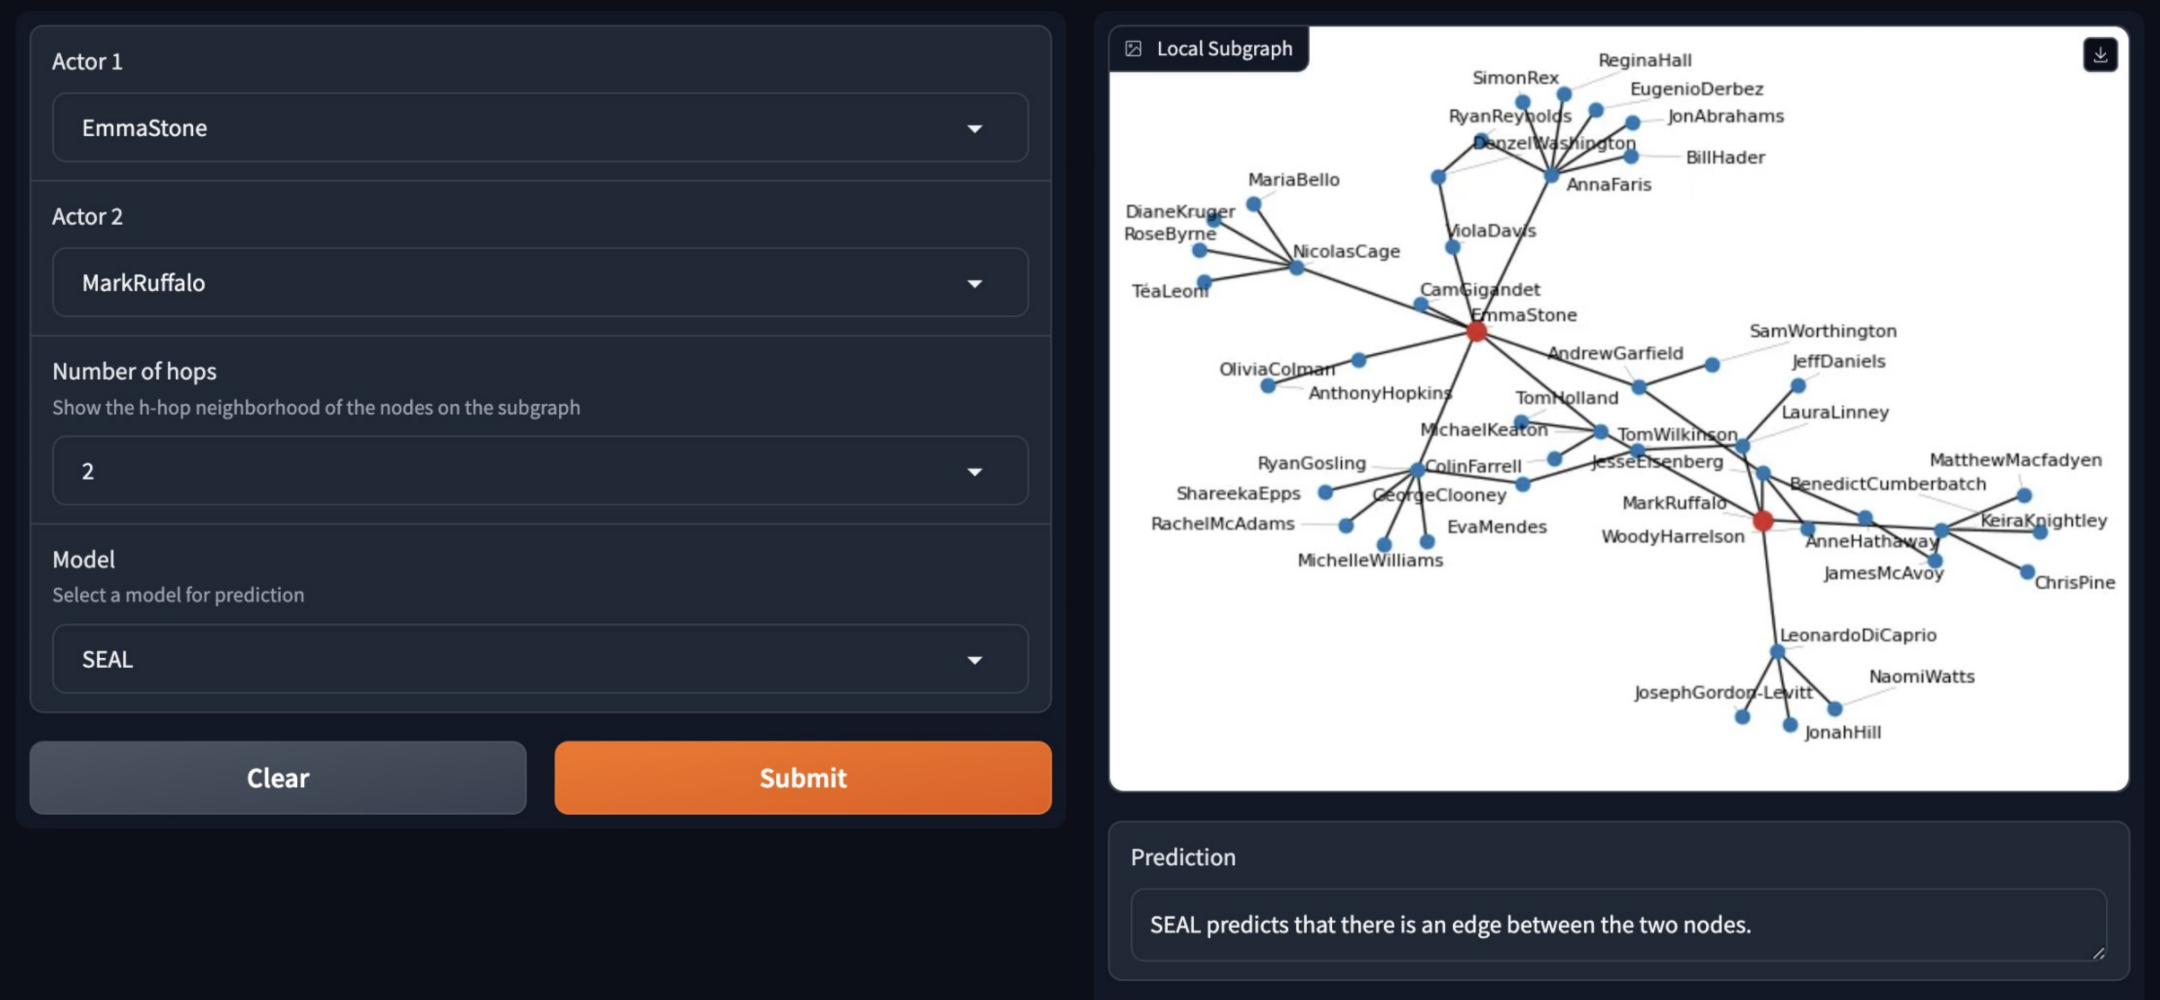 Actor 1
EmmaStone
Actor 2
MarkRuffalo
Number of hops
Show the h-hop neighborhood of the nodes on the subgraph
2
Model
Select a model for prediction
SEAL
Clear
Submit
Local Subgraph
ReginaHall
SimonRex
EugenioDerbez
RyanReynolds
JonAbrahams
DenzelWashington
BillHader
MariaBello
AnnaFaris
DianeKruger
RoseByrne
ViolaDavis
NicolasCage
TéaLeoni
CamGigandet
EmmaStone
SamWorthington
AndrewGarfield
JeffDaniels
OliviaColman
AnthonyHopkins
TomHolland
LauraLinney
MichaelKeaton
TomWilkinson
RyanGosling
ColinFarrell
JesseEisenberg
MatthewMacfadyen
BenedictCumberbatch
ShareekaEpps
GeorgeClooney
MarkRuffalo
RachelMcAdams
EvaMendes
WoodyHarrelson
KeiraKnightley
AnneHathaway
MichelleWilliams
JamesMcAvoy
ChrisPine
LeonardoDiCaprio
NaomiWatts
JosephGordon-Levitt
JonahHill
Prediction
SEAL predicts that there is an edge between the two nodes.